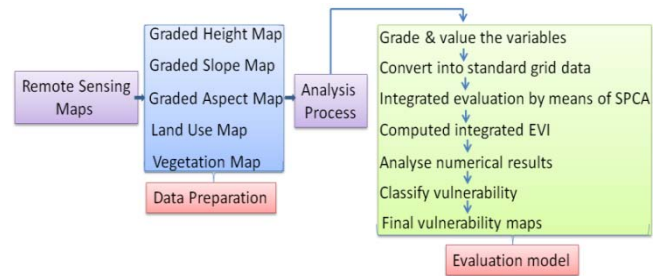 Remote Sensing
Maps
Graded Height Map
Graded Slope Map
Graded Aspect Map
Land Use Map
Vegetation Map
Data Preparation
Analysis
Process
Grade & value the variables
Convert into standard grid data
Integrated evaluation by means of SPCA
Computed integrated EVI
Analyse numerical results
Classify vulnerability
Final vulnerability maps
Evaluation model